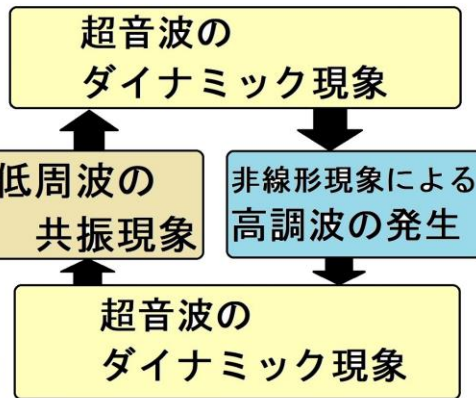 超音波の
ダイナミック現象
低周波の
共振現象
非線形現象による
高調波の発生
超音波の
ダイナミック現象